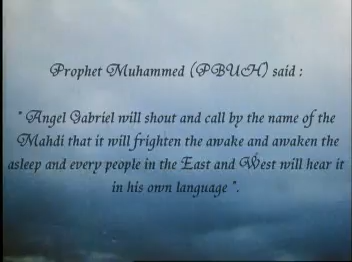 Prophet Muhammed (PBUH) said :
" Angel Gabriel will shout and call by the name of the
Mahdi that it will frighten the awake and awaken the
asleep and every people in the East and West will hear it
in his own language ".